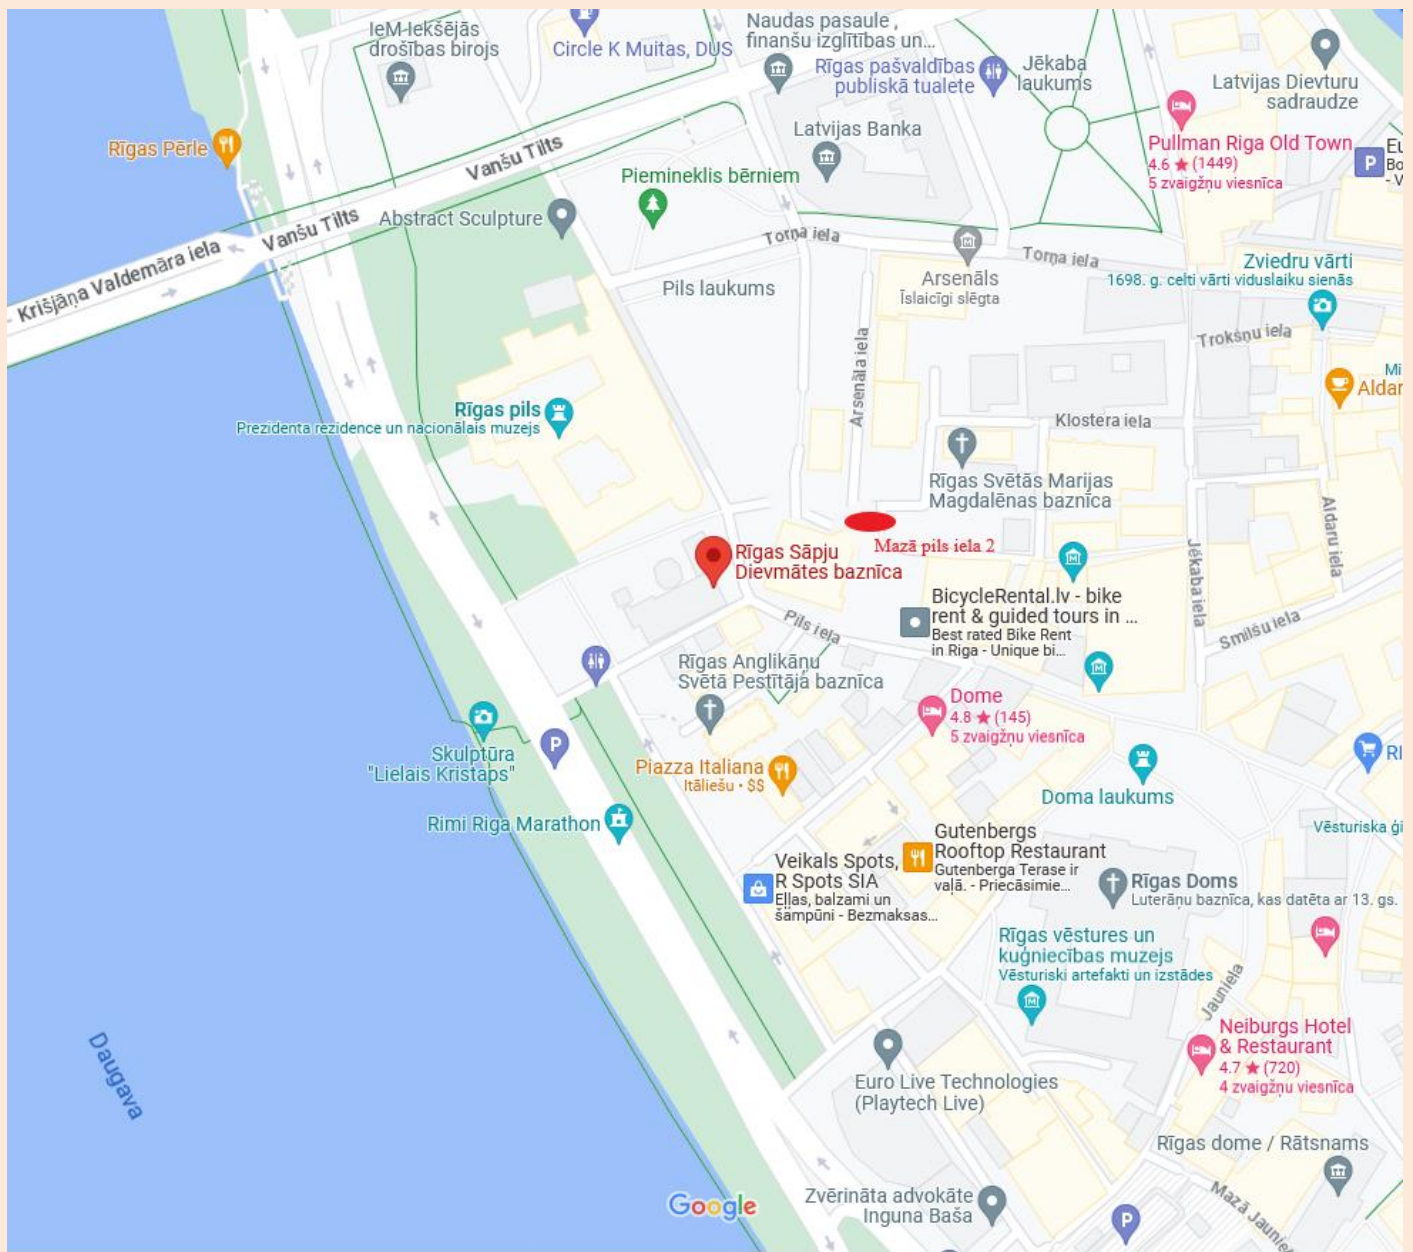 IeM Iekšējās
drošības birojs
Circle K Muitas, DUS
Naudas pasaule ,
finanšu izglītības un...
Rīgas pašvaldības
publiskā tualete
Jēkaba
laukums
Latvijas Dievturu
sadraudze
Rīgas Pērle
Vanšu Tilts
Latvijas Banka
Pullman Riga Old Town
4.6 ★ (1449)
5 zvaigžņu viesnīca
P
Piemineklis bērniem
Abstract Sculpture
Vanšu Tilts
Krišjāņa Valdemāra iela
Torņa iela
Torņa iela
Arsenāls
Īslaicīgi slēgta
Pils laukums
Zviedru vārti
1698. g. celti vārti viduslaiku sienās
Trokšņu iela
Arsenāla iela
Aldar
Rīgas pils
Prezidenta rezidence un nacionālais muzejs
Klostera iela
Rīgas Svētās Marijas
Magdalēnas baznīca
Aldaru iela
Mazā pils iela 2
Rīgas Sāpju
Dievmātes baznīca
Jēkaba iela
BicycleRental.lv - bike
rent & guided tours in ...
Best rated Bike Rent
in Riga - Unique bi...
Smilšu iela
Pils iela
Rīgas Anglikāņu
Svētā Pestītāja baznīca
Dome
4.8 ★ (145)
5 zvaigžņu viesnīca
Skulptūra
"Lielais Kristaps"
P
Piazza Italiana
Itāliešu • $$
Doma laukums
RI
Rimi Riga Marathon
Vēsturiska ģi
Gutenbergs
Rooftop Restaurant
Gutenberga Terase ir
vaļā. - Priecāsimie...
Veikals Spots,
R Spots SIA
Eļļas, balzami un
šampūni - Bezmaksas...
Rīgas Doms
Luterāņu baznīca, kas datēta ar 13. gs.
Rīgas vēstures un
kuģniecības muzejs
Vēsturiski artefakti un izstādes
Jauniela
Neiburgs Hotel
& Restaurant
4.7 ★ (720)
4 zvaigžņu viesnīca
Daugava
Euro Live Technologies
(Playtech Live)
Rīgas dome / Rātsnams
Mazā Jauniel
Google
Zvērināta advokāte
Inguna Baša
P